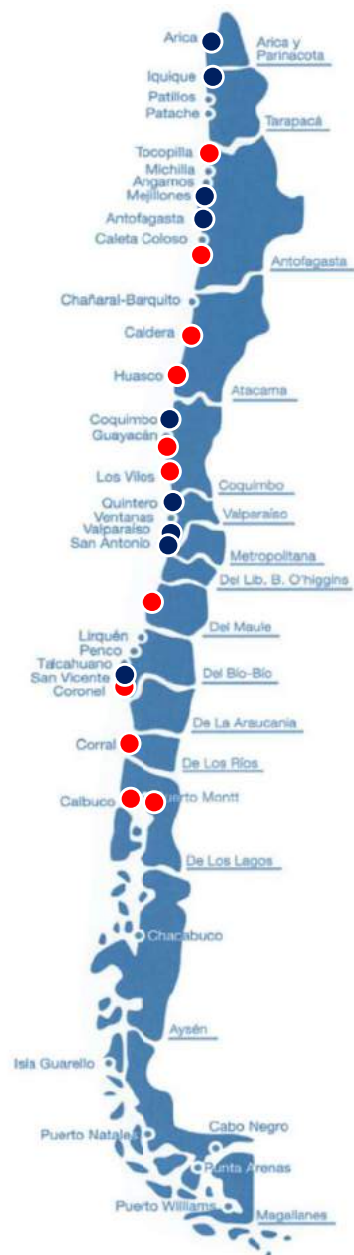 Arica
Arica y
Parinacota
Iquique
Patillos
Patache
Tarapacá
Tocopilla
Michilla
Angamos
Mejillones
Antofagasta
Caleta Coloso
Antofagasta
Chañaral-Barquito
Caldera
Huasco
Atacama
Coquimbo
Guayacán
Los Vilos
Coquimbo
Quintero
Valparaíso
Ventanas
Valparaíso
San Antonio
Metropolitana
Del Lib. B. O'higgins
Del Maule
Lirquén
Penco
Talcahuano
San Vicente
Del Bío-Bío
Coronel
De La Araucania
Corral
De Los Ríos
Calbuco
uerto Montt
De Los Lagos
Chacabuco
Aysén
Isla Guarello
Cabo Negro
Puerto Natales
Punta Arenas
Puerto Williams
Magallanes